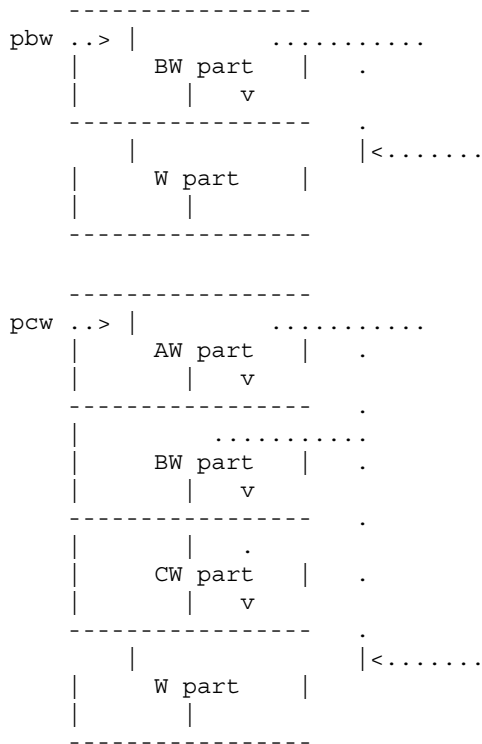 -----------------
pbw ..> |          ...........
|     BW part   |    .
|       |   v
-----------------    .
|               |<.......
|     W part    |
|       |
-----------------
-----------------
pcw ..> |          ...........
|     AW part   |    .
|       |   v
-----------------    .
|         ...........
|     BW part   |    .
|       |   v
-----------------    .
|       |   .
|     CW part   |    .
|       |   v
-----------------    .
|               |<.......
|     W part    |
|       |
-----------------